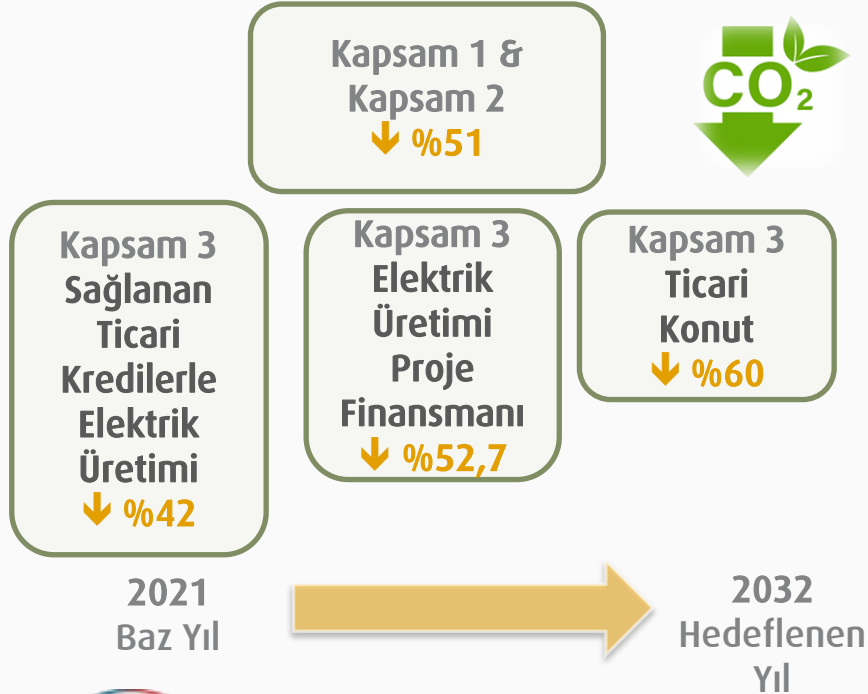 Kapsam 1 &
Kapsam 2
↓ %51
CO₂
Kapsam 3
Sağlanan
Ticari
Kredilerle
Elektrik
Üretimi
↓ %42
Kapsam 3
Elektrik
Üretimi
Proje
Finansmanı
↓ %52,7
Kapsam 3
Ticari
Konut
↓ %60
2021
Baz Yıl
2032
Hedeflenen
Yıl